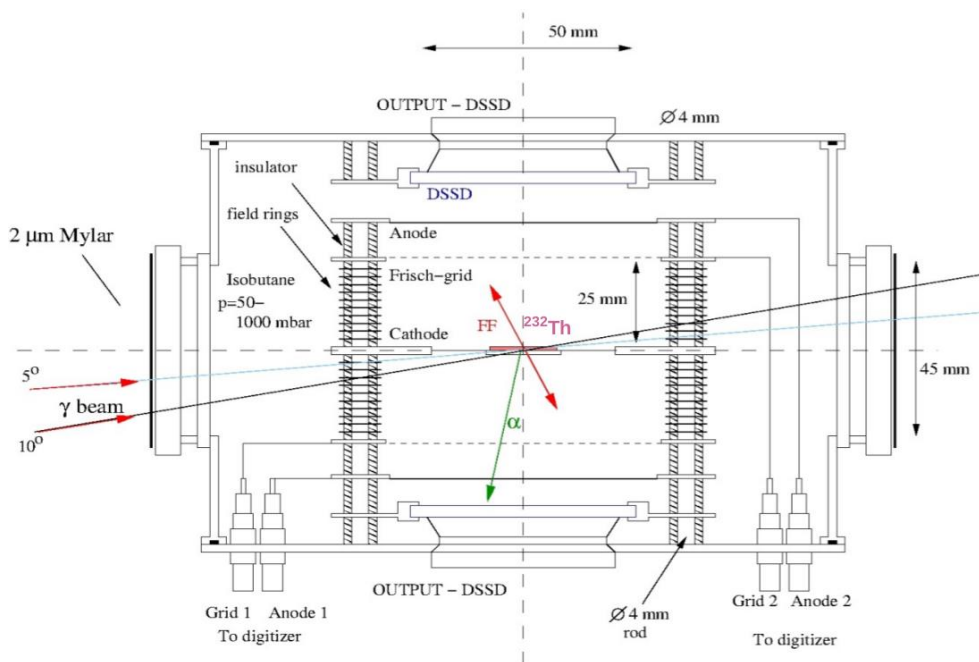 50 mm
OUTPUT – DSSD
Ø 4 mm
insulator
DSSD
field rings
2 μm Mylar
Anode
Isobutane
p=50–
1000 mbar
Frisch–grid
25 mm
FF
²³²Th
Cathode
45 mm
5°
γ beam
10°
α
Grid 1 Anode 1
To digitizer
OUTPUT – DSSD
Ø 4 mm
rod
Grid 2 Anode 2
To digitizer